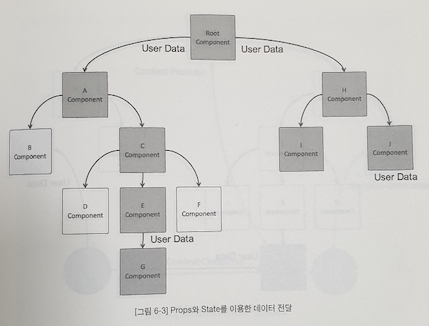 Root
Component
User Data
User Data
A
Component
H
Component
B
Component
C
Component
I
Component
J
Component
User Data
D
Component
E
Component
F
Component
User Data
G
Component
[그림 6-3] Props와 State를 이용한 데이터 전달